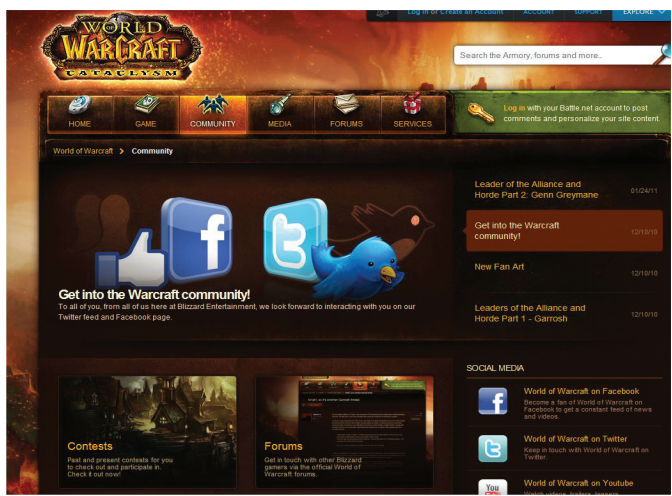 Log in or Create an Account ACCOUNT SUPPORT EXPLORE
WORLD
OF
WARCRAFT
CATACLYSM
Search the Armory, forums and more..
HOME GAME COMMUNITY MEDIA FORUMS SERVICES
Log in with your Battle.net account to post
comments and personalize your site content.
World of Warcraft > Community
Leader of the Alliance and
Horde Part 2: Genn Greymane
01/24/11
Get into the Warcraft
community!
12/10/10
New Fan Art
12/10/10
Leaders of the Alliance and
Horde Part 1 - Garrosh
12/10/10
Get into the Warcraft community!
To all of you, from all of us here at Blizzard Entertainment, we look forward to interacting with you on our
Twitter feed and Facebook page.
Contests
Past and present contests for you
to check out and participate in.
Check it out now!
Forums
Get in touch with other Blizzard
gamers via the official World of
Warcraft forums.
SOCIAL MEDIA
World of Warcraft on Facebook
Become a fan of World of Warcraft on
Facebook to get a constant feed of news
and videos.
World of Warcraft on Twitter
Keep in touch with World of Warcraft on
Twitter
You
World of Warcraft on Youtube
Watch videos, trailers, teasers